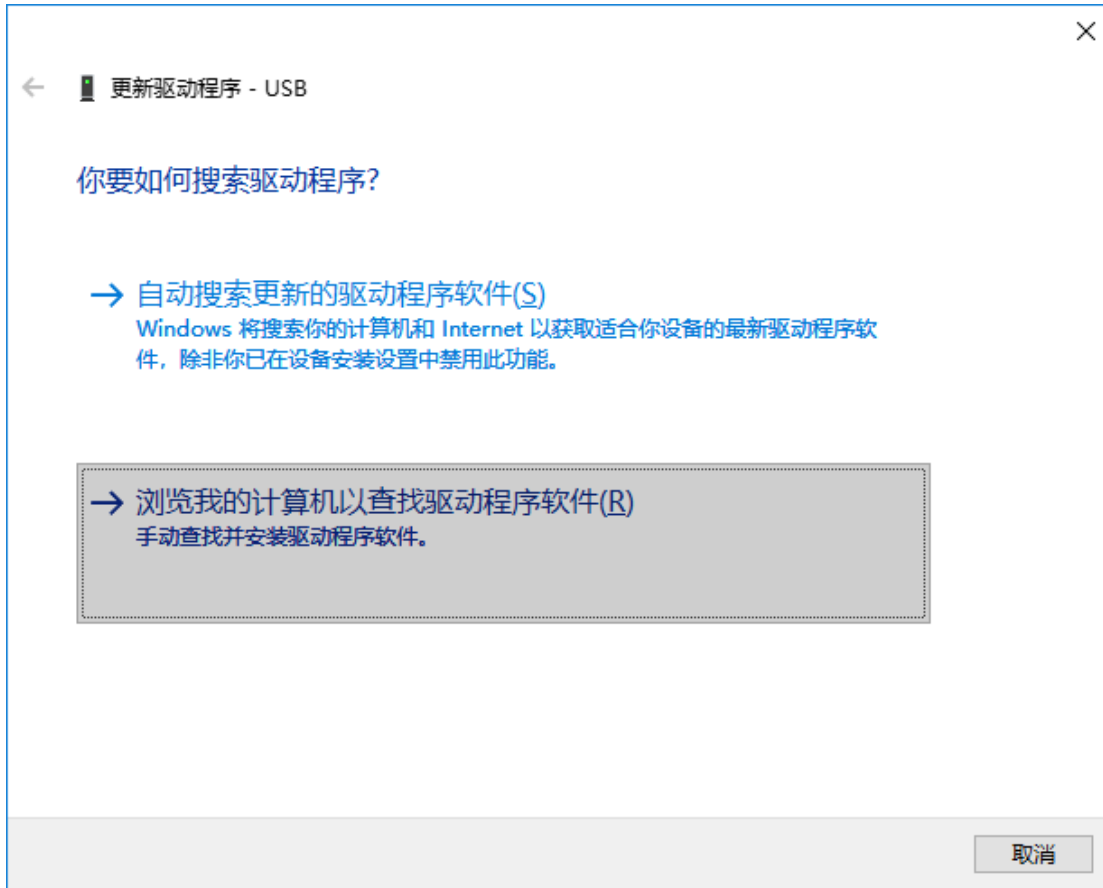 更新驱动程序 - USB
你要如何搜索驱动程序?
自动搜索更新的驱动程序软件(S)
Windows 将搜索你的计算机和 Internet 以获取适合你设备的最新驱动程序软
件，除非你已在设备安装设置中禁用此功能。
浏览我的计算机以查找驱动程序软件(R)
手动查找并安装驱动程序软件。
取消